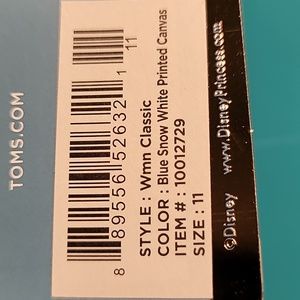 TOMS.COM
8 89556 52632 1
11
STYLE : Wmn Classic
COLOR : Blue Snow White Printed Canvas
ITEM # : 10012729
SIZE : 11
©Disney www.DisneyPrincess.com